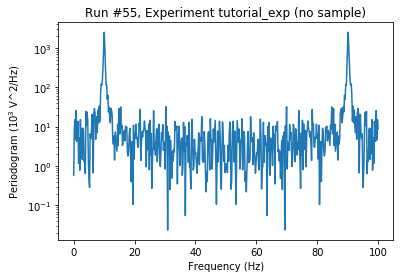 Run #55, Experiment tutorial_exp (no sample)
Periodogram (10³ V^2/Hz)
10³
10²
10¹
10⁰
10⁻¹
0 20 40 60 80 100
Frequency (Hz)